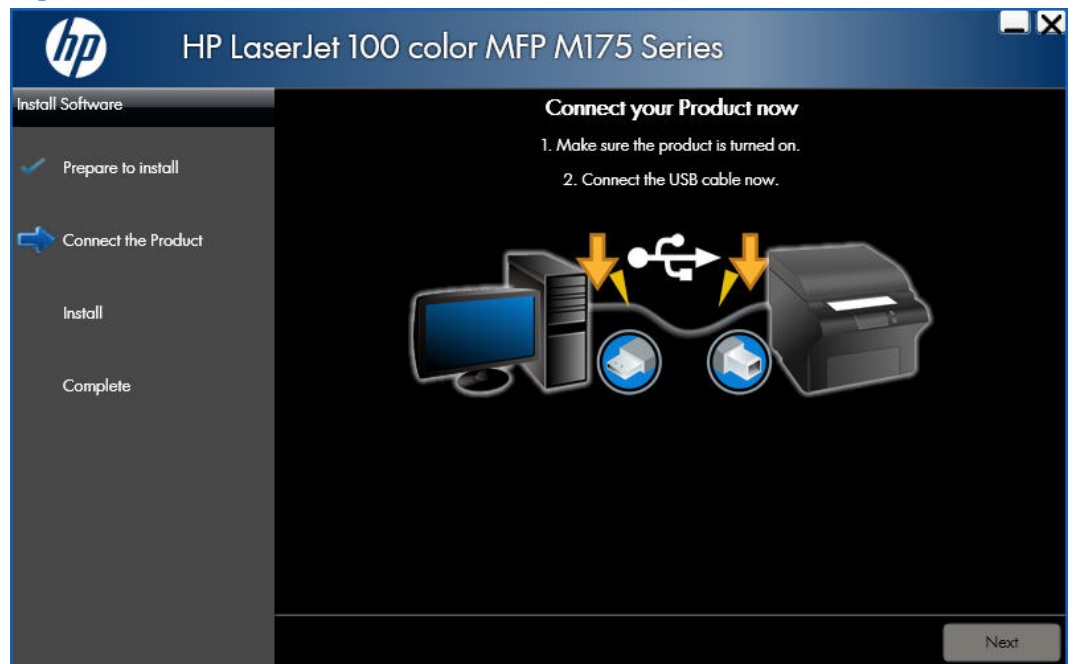 hp
HP LaserJet 100 color MFP M175 Series
Install Software
Prepare to install
Connect the Product
Install
Complete
Connect your Product now
1. Make sure the product is turned on.
2. Connect the USB cable now.
Next